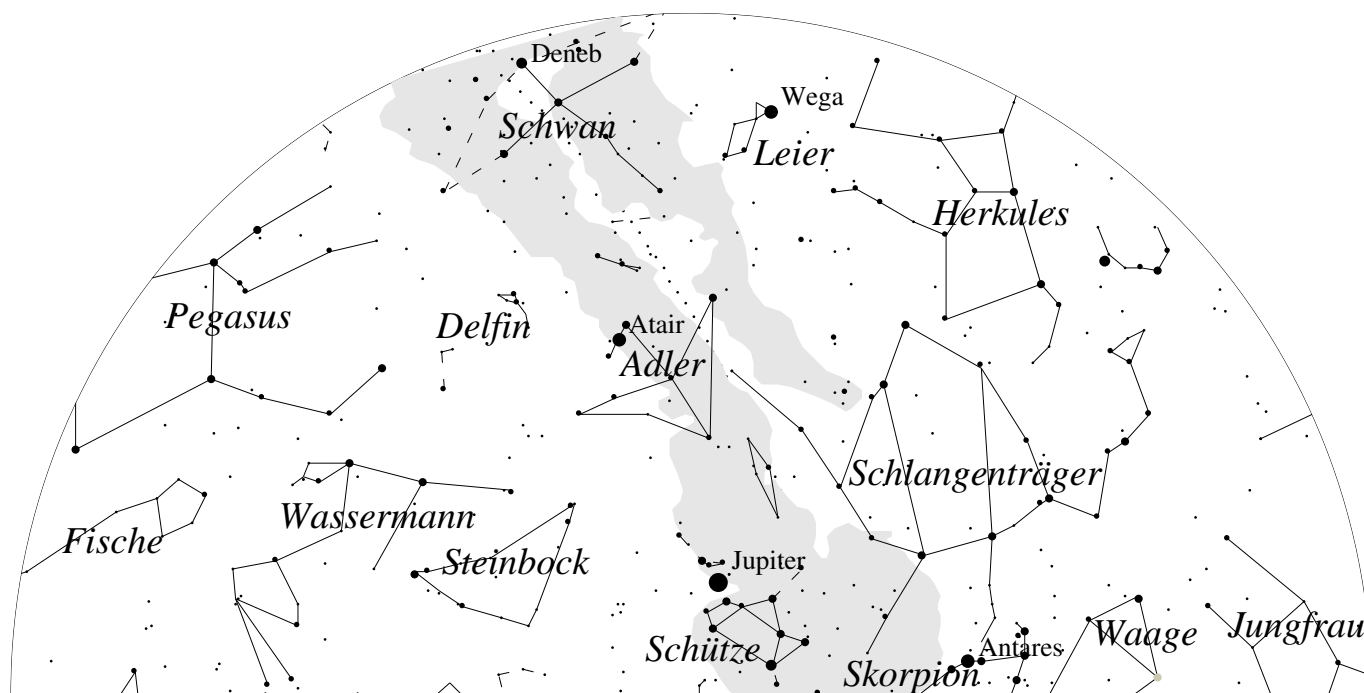 Deneb
Wega
Schwan
Leier
Herkules
Pegasus
Delfin
Atair
Adler
Schlangenträger
Wassermann
Fische
Steinbock
Jupiter
Schütze
Skorpion
Antares
Waage
Jungfrau